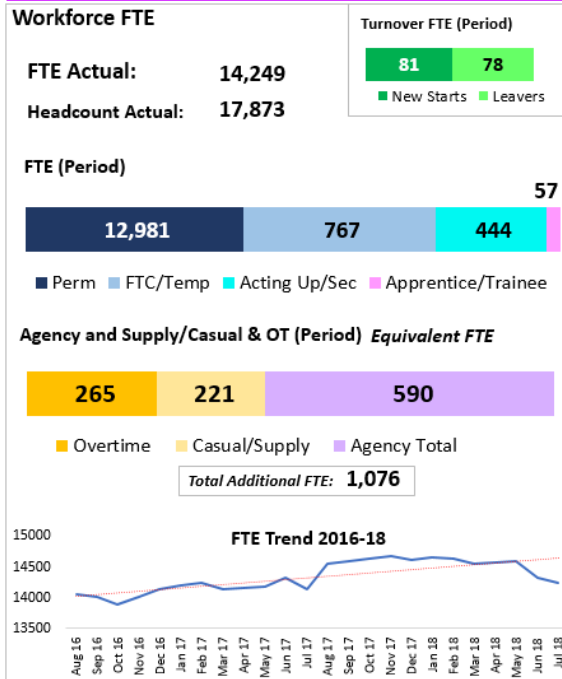 Workforce FTE
Turnover FTE (Period)
81 78
New Starts Leavers
FTE Actual: 14,249
Headcount Actual: 17,873
FTE (Period)
57
12,981 767 444
Perm FTC/Temp Acting Up/Sec Apprentice/Trainee
Agency and Supply/Casual & OT (Period) Equivalent FTE
265 221 590
Overtime Casual/Supply Agency Total
Total Additional FTE: 1,076
FTE Trend 2016-18
15000
14500
14000
13500
Aug 16
Sep 16
Oct 16
Nov 16
Dec 16
Jan 17
Feb 17
Mar 17
Apr 17
May 17
Jun 17
Jul 17
Aug 17
Sep 17
Oct 17
Nov 17
Dec 17
Jan 18
Feb 18
Mar 18
Apr 18
May 18
Jun 18
Jul 18